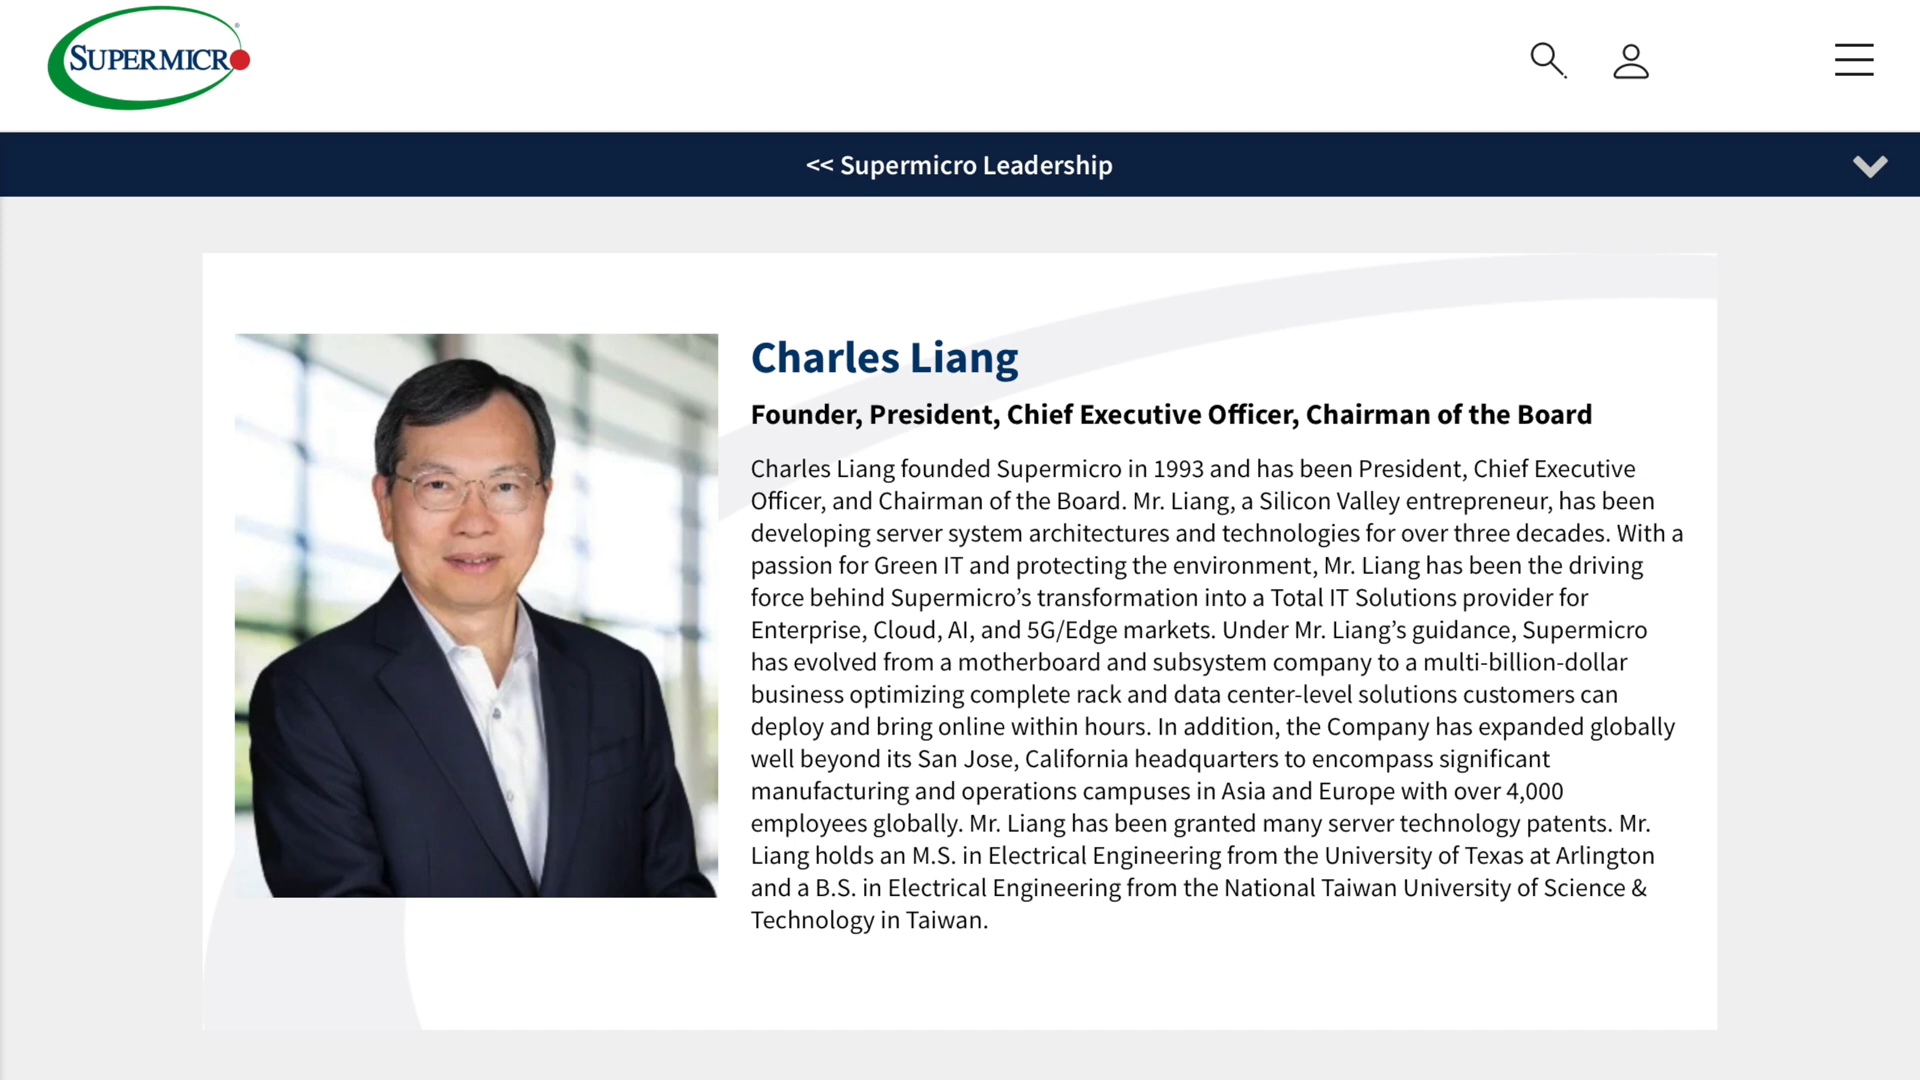 SUPERMICRO
<< Supermicro Leadership
Charles Liang
Founder, President, Chief Executive Officer, Chairman of the Board
Charles Liang founded Supermicro in 1993 and has been President, Chief Executive
Officer, and Chairman of the Board. Mr. Liang, a Silicon Valley entrepreneur, has been
developing server system architectures and technologies for over three decades. With a
passion for Green IT and protecting the environment, Mr. Liang has been the driving
force behind Supermicro’s transformation into a Total IT Solutions provider for
Enterprise, Cloud, AI, and 5G/Edge markets. Under Mr. Liang’s guidance, Supermicro
has evolved from a motherboard and subsystem company to a multi-billion-dollar
business optimizing complete rack and data center-level solutions customers can
deploy and bring online within hours. In addition, the Company has expanded globally
well beyond its San Jose, California headquarters to encompass significant
manufacturing and operations campuses in Asia and Europe with over 4,000
employees globally. Mr. Liang has been granted many server technology patents. Mr.
Liang holds an M.S. in Electrical Engineering from the University of Texas at Arlington
and a B.S. in Electrical Engineering from the National Taiwan University of Science &
Technology in Taiwan.